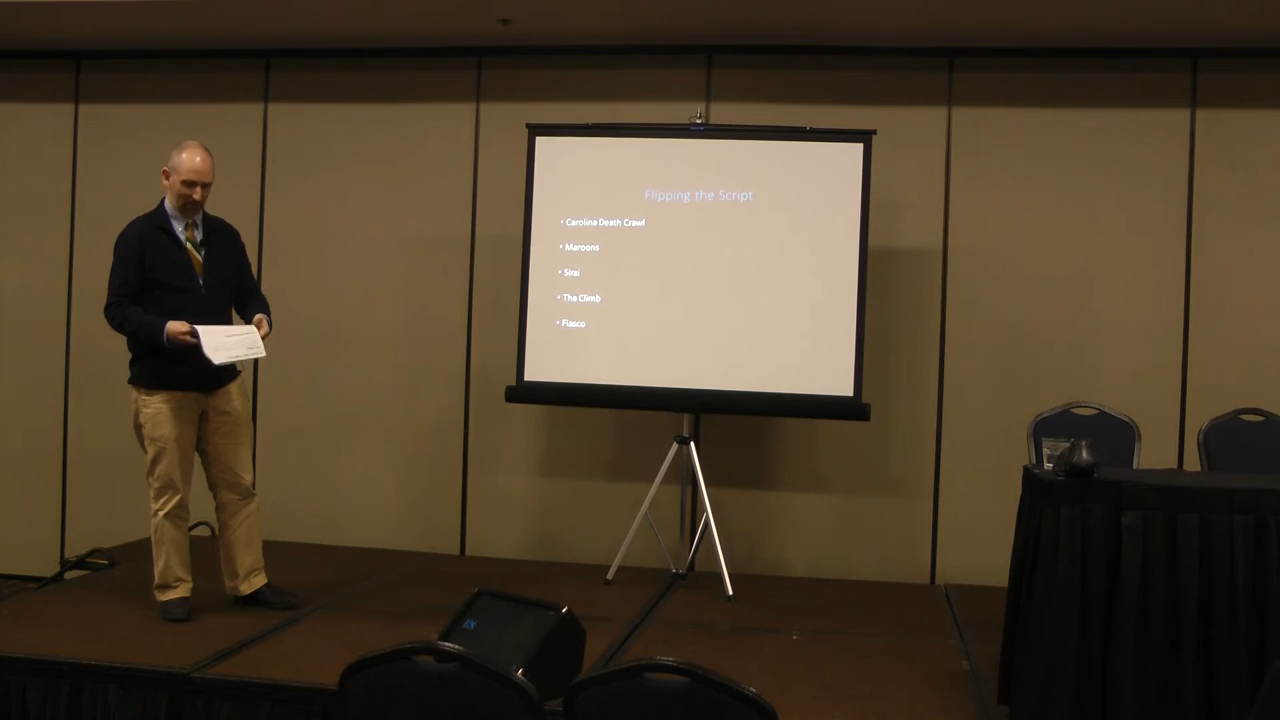 Flipping the Script
• Carolina Death Crawl
• Maroons
• Sirai
• The Climb
• Fiasco